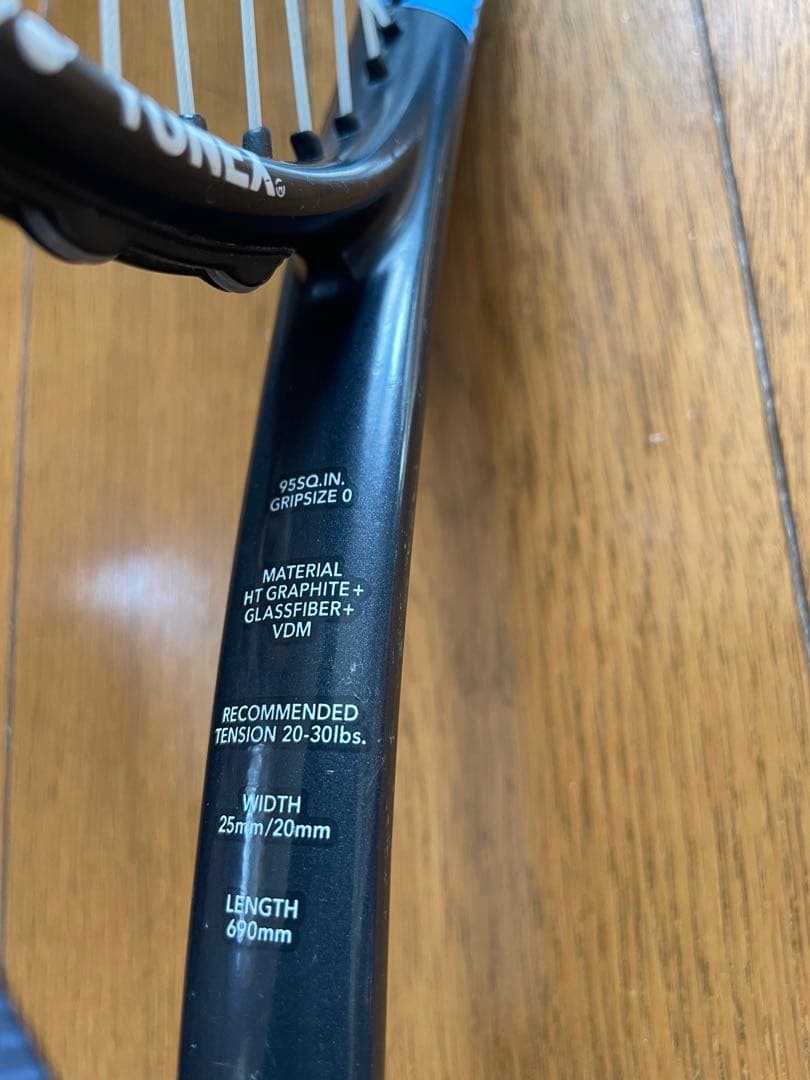 YONEX
95SQ.IN.
GRIPSIZE 0
MATERIAL
HT GRAPHITE+
GLASSFIBER+
VDM
RECOMMENDED
TENSION 20-30lbs.
WIDTH
25mm/20mm
LENGTH
690mm